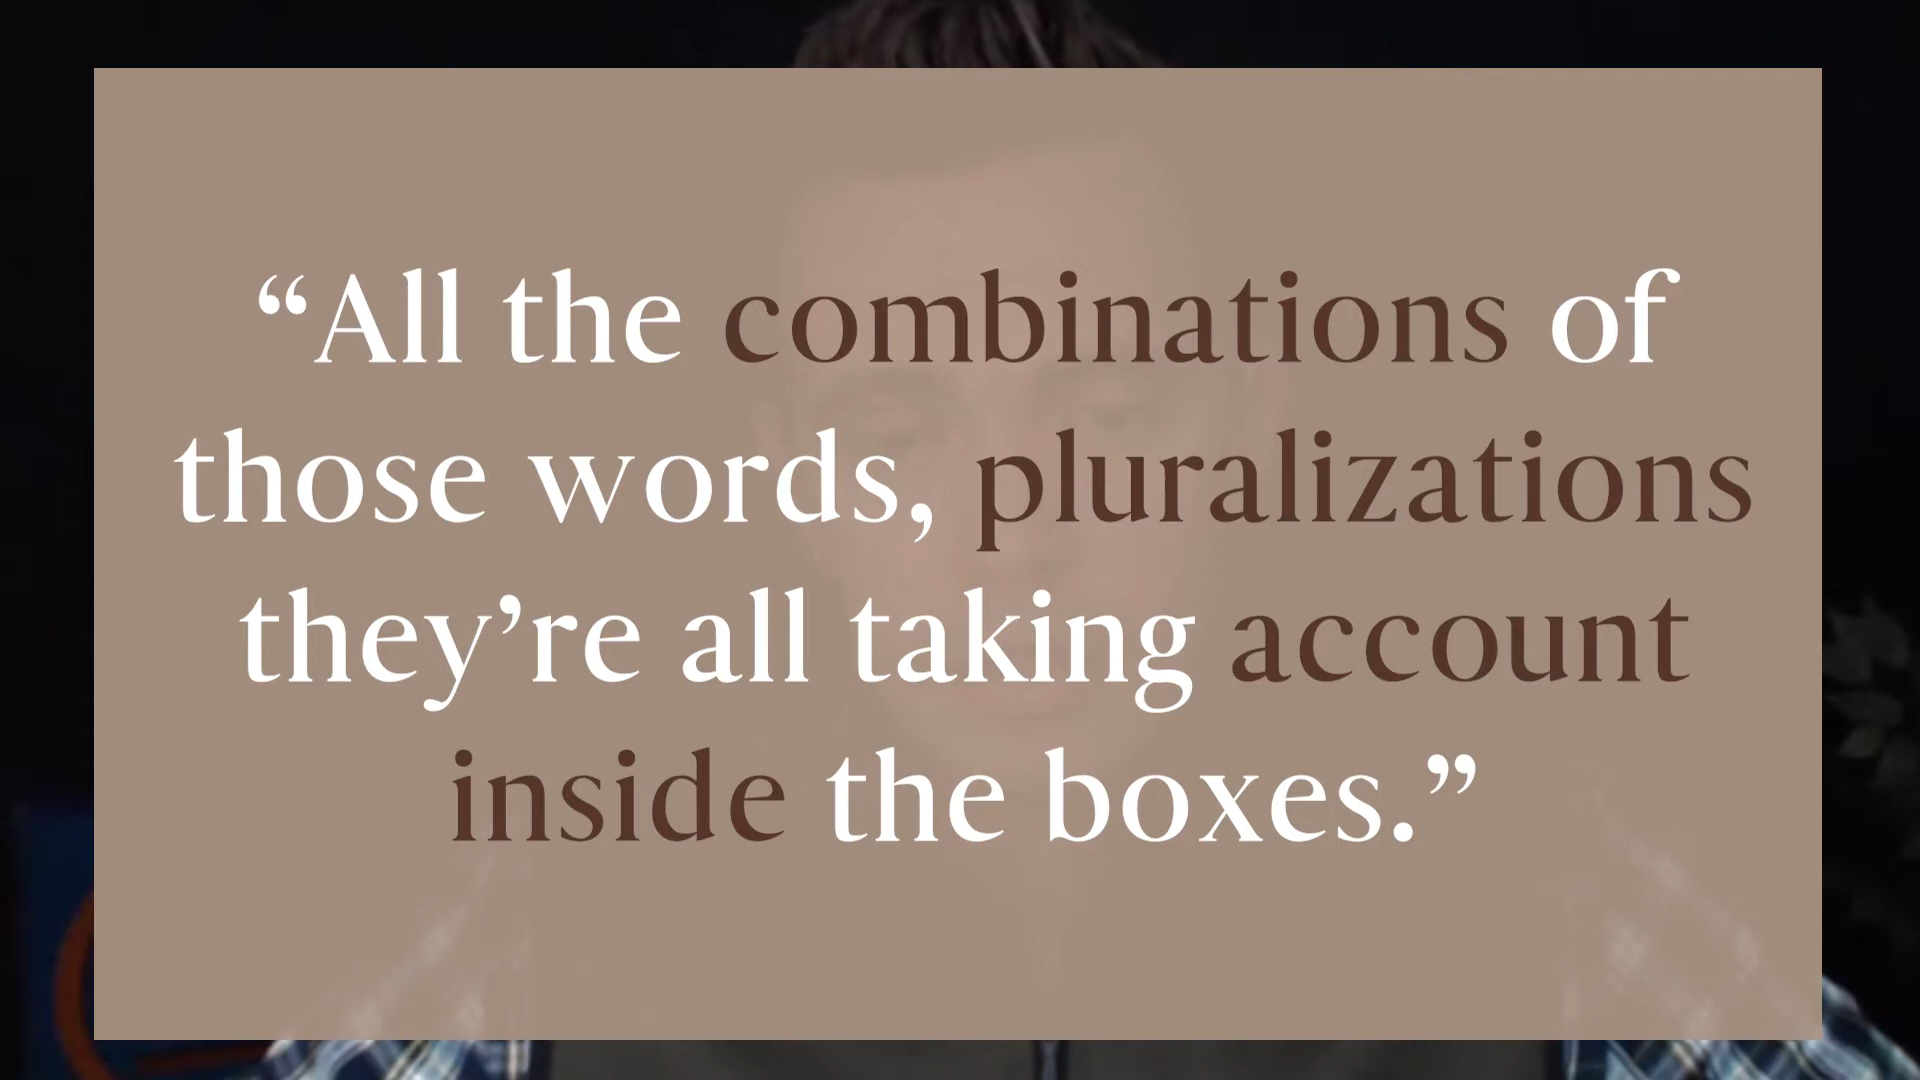 “All the combinations of
those words, pluralizations
they’re all taking account
inside the boxes.”